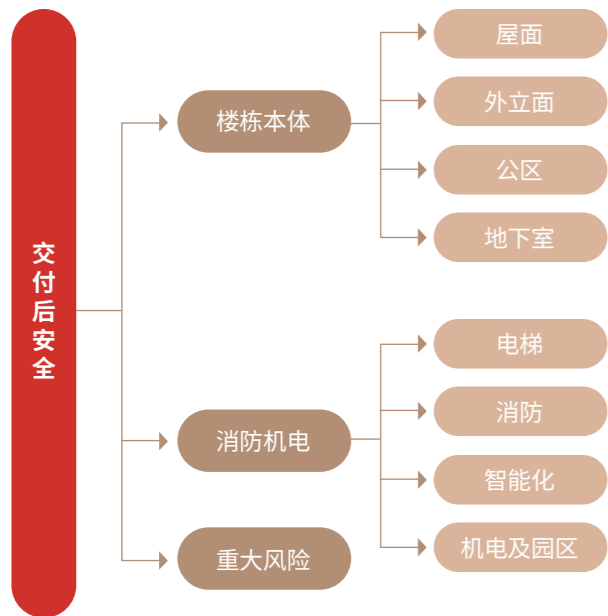 交付后安全
楼栋本体
屋面
外立面
公区
地下室
消防机电
电梯
消防
智能化
机电及园区
重大风险